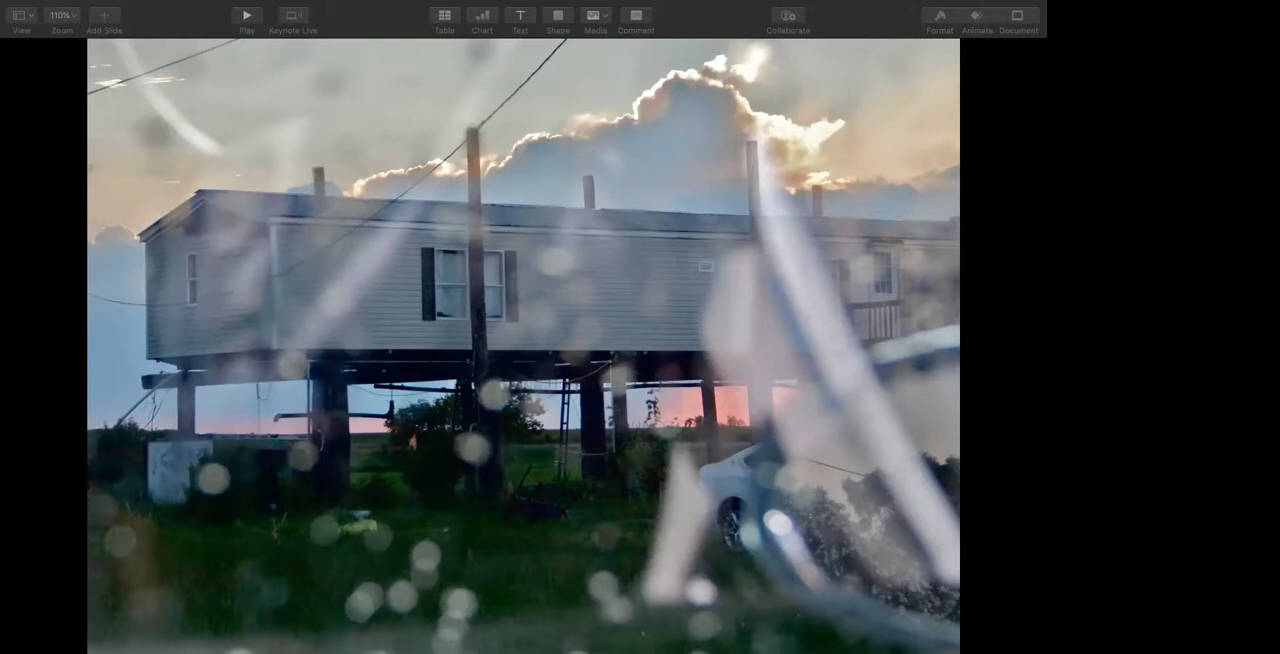 110%
View
Zoom
Add Slide
Play
Keynote Live
Table
Chart
Text
Shape
Media
Comment
Collaborate
Format
Animate
Document